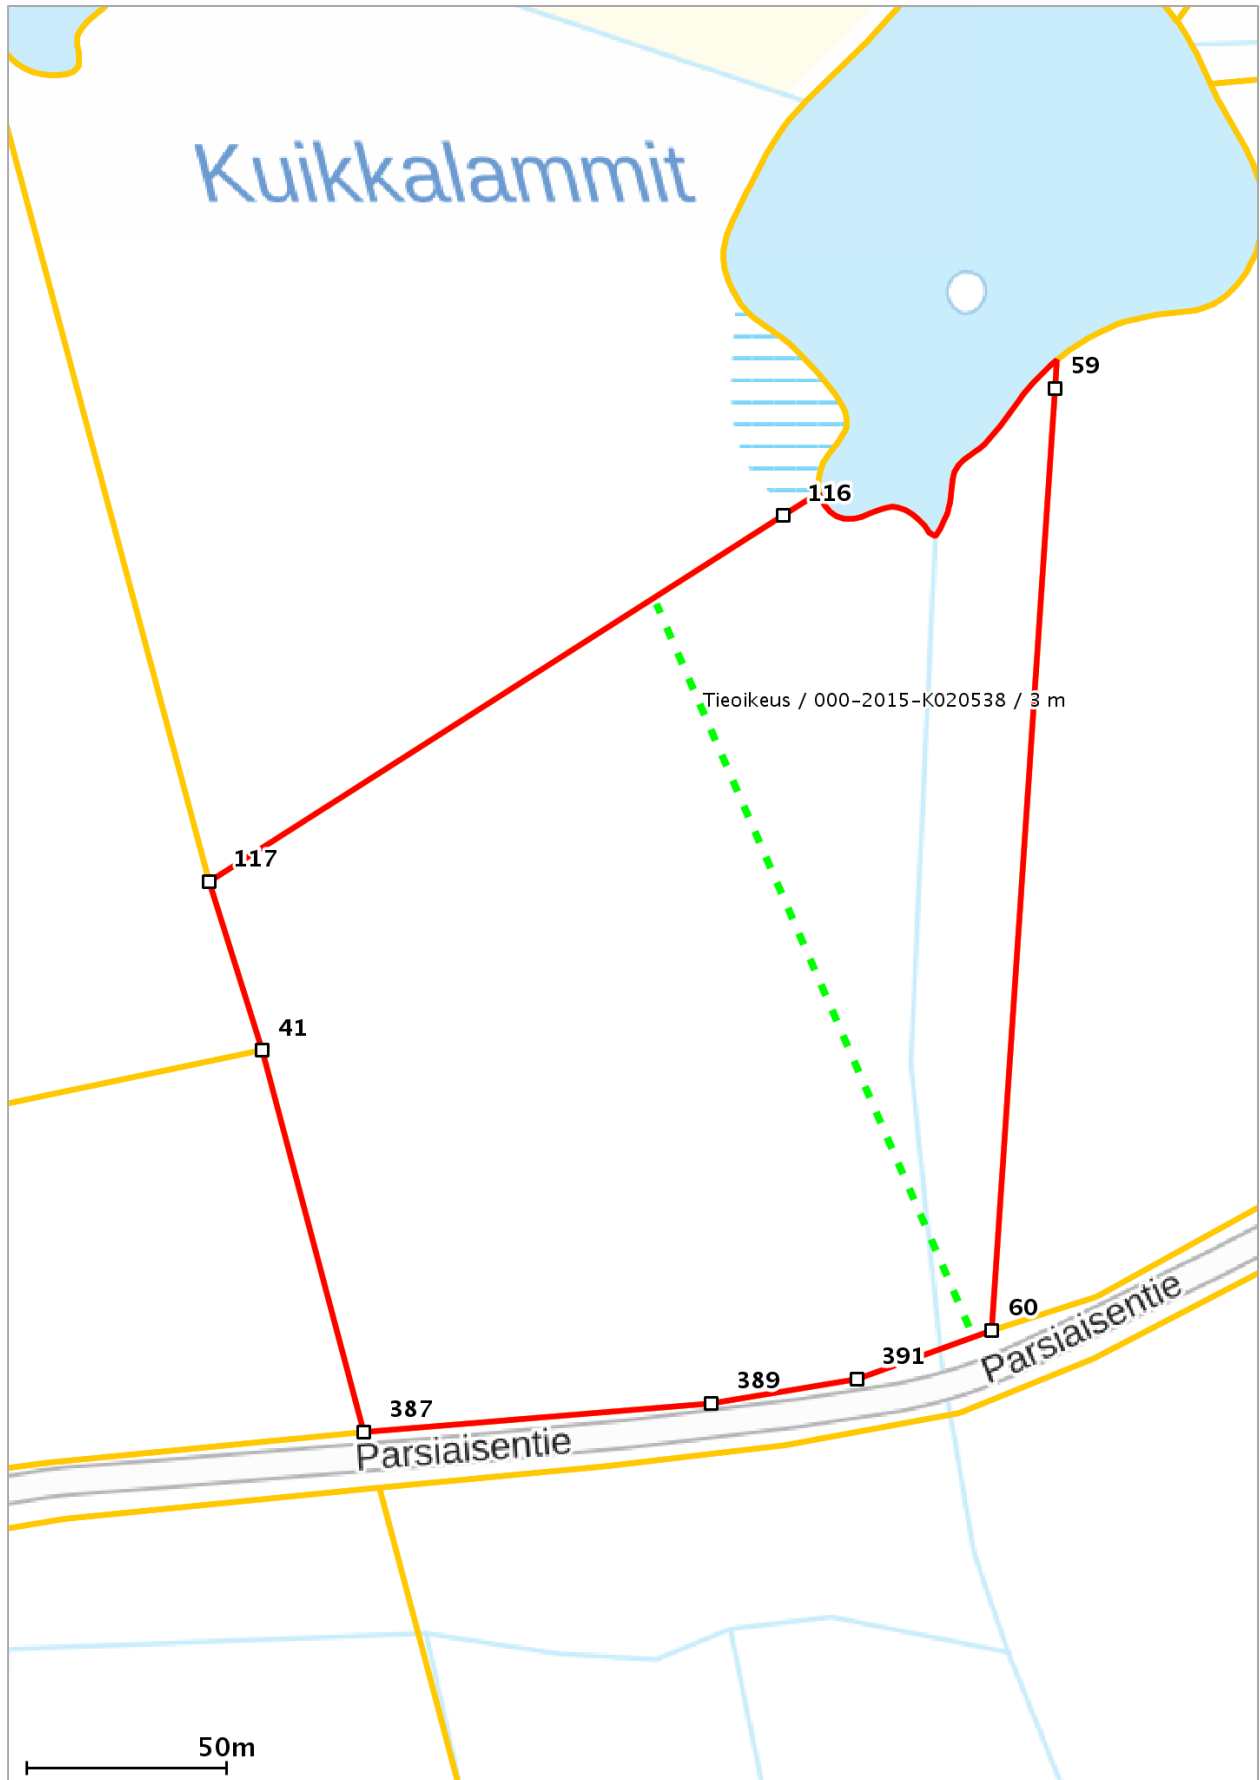 Kuikkalammit
59
116
Tieoikeus / 000-2015-K020538 / 3 m
117
41
60
Parsiaisentie
391
389
387
Parsiaisentie
50m